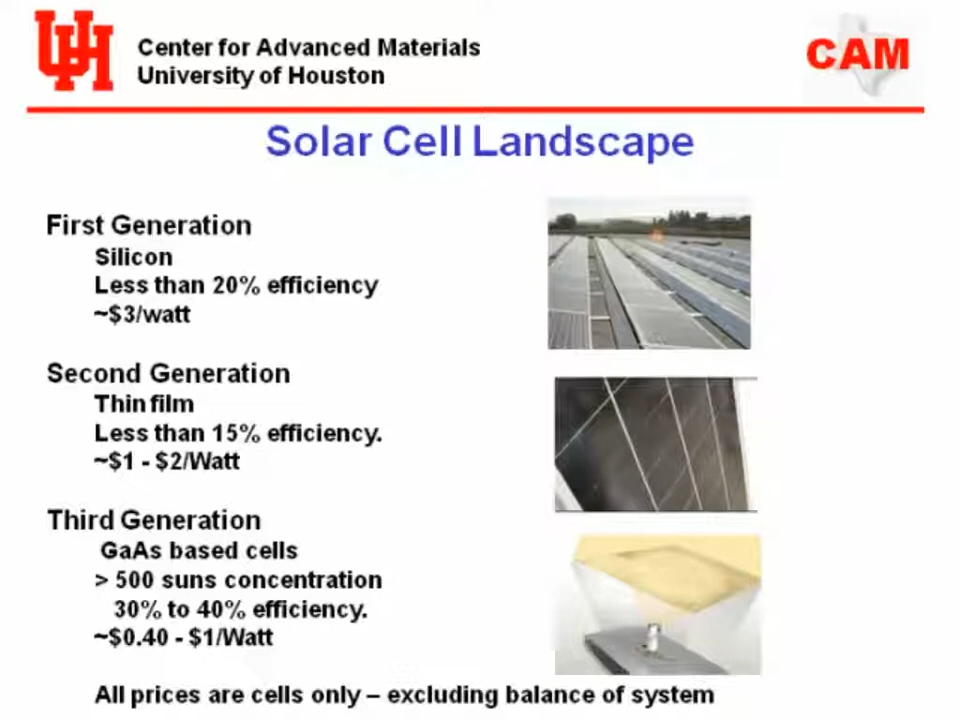 UH
Center for Advanced Materials
University of Houston
CAM
Solar Cell Landscape
First Generation
Silicon
Less than 20% efficiency
~$3/watt
Second Generation
Thin film
Less than 15% efficiency.
~$1 - $2/Watt
Third Generation
GaAs based cells
> 500 suns concentration
30% to 40% efficiency.
~$0.40 - $1/Watt
All prices are cells only – excluding balance of system